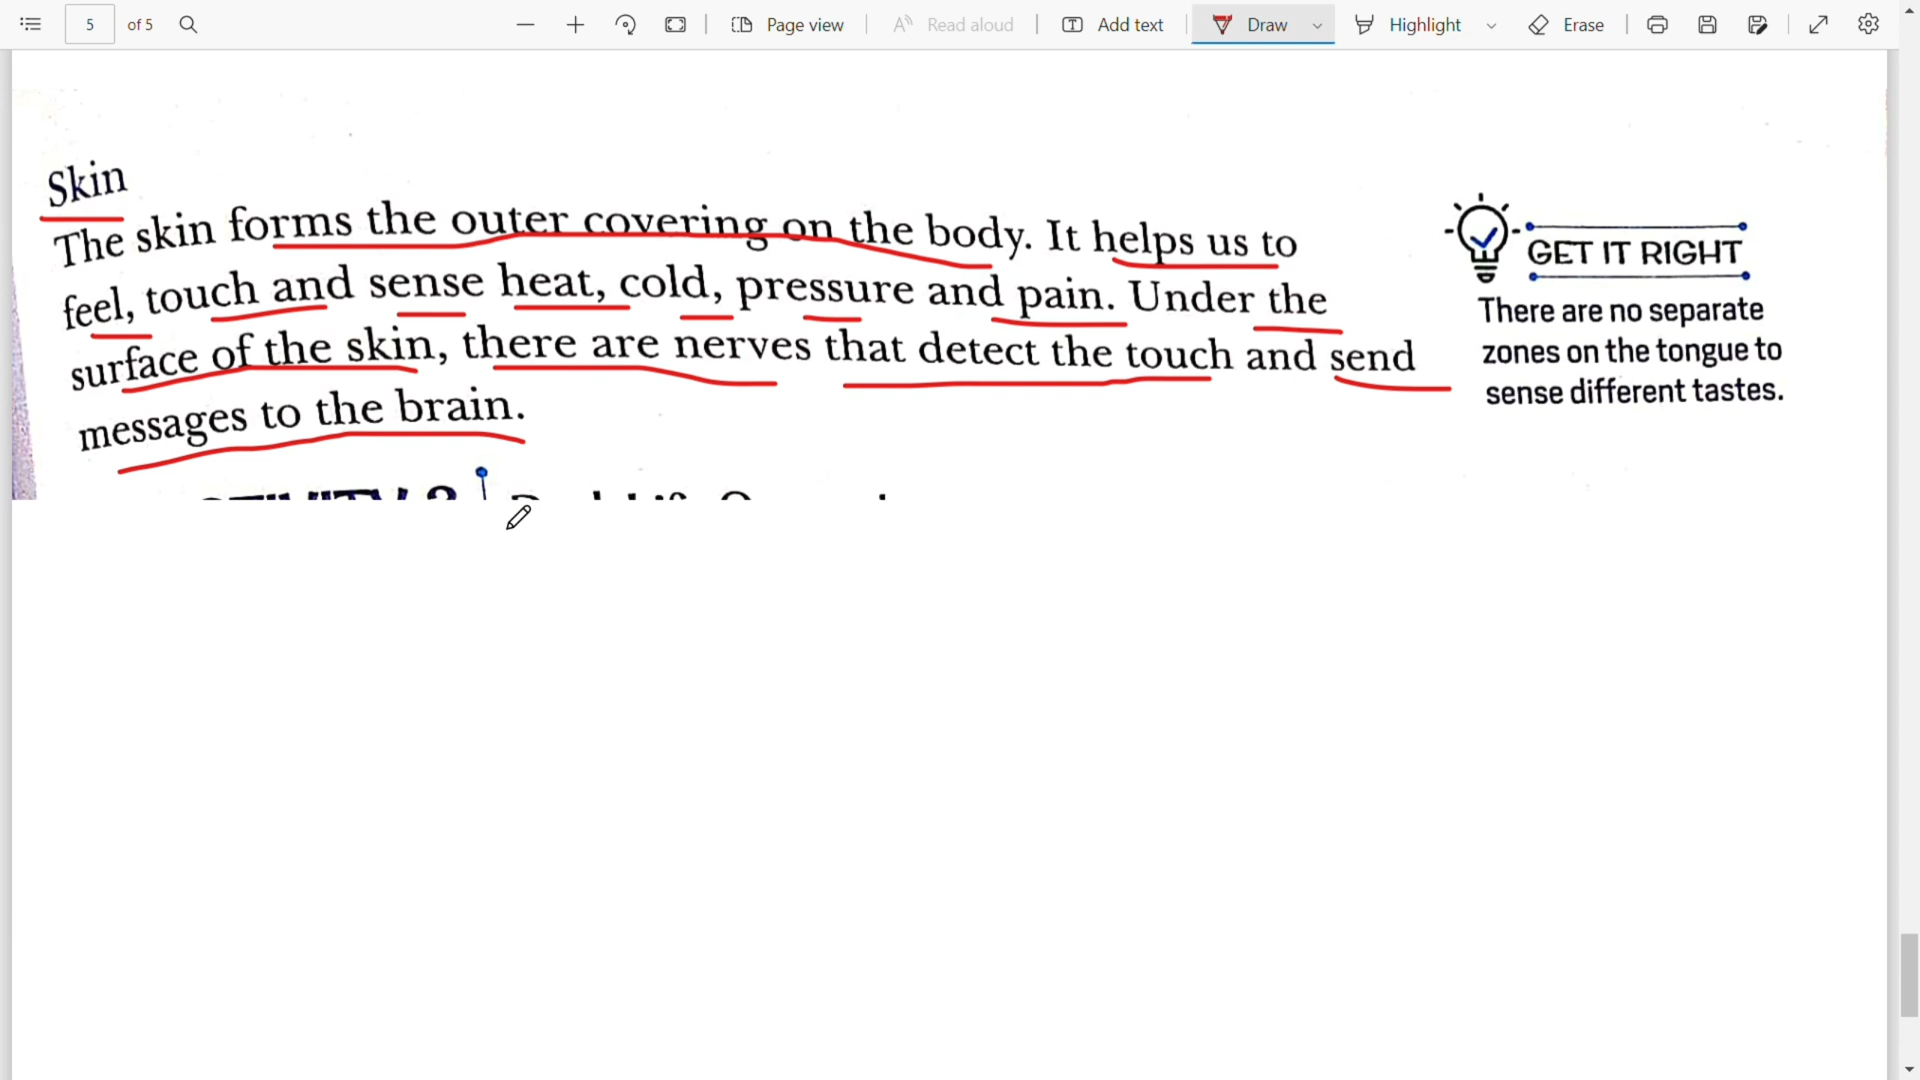 5 of 5 Page view Read aloud Add text Draw Highlight Erase
Skin
The skin forms the outer covering on the body. It helps us to
feel, touch and sense heat, cold, pressure and pain. Under the
surface of the skin, there are nerves that detect the touch and send
messages to the brain.
GET IT RIGHT
There are no separate
zones on the tongue to
sense different tastes.